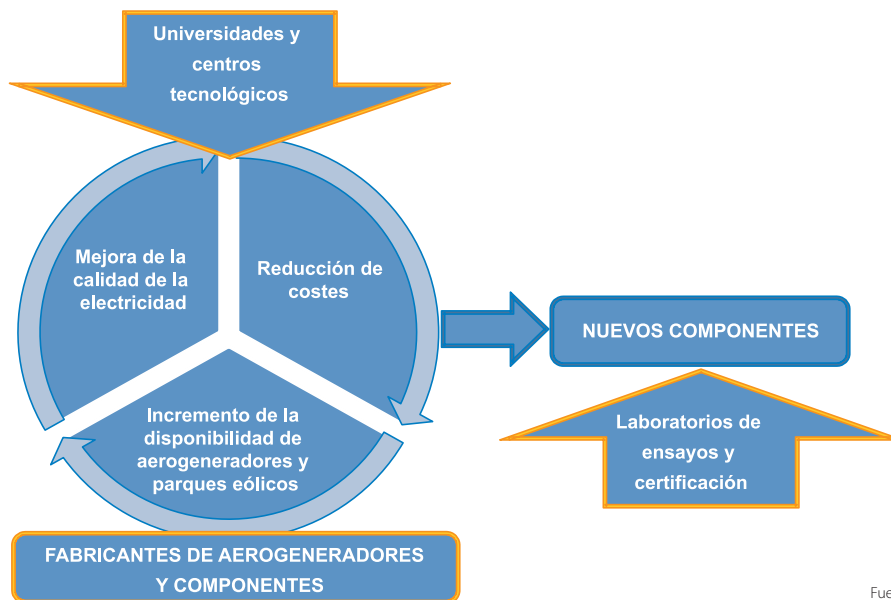 Universidades y
centros
tecnológicos
Mejora de la
calidad de la
electricidad
Reducción de
costes
Incremento de la
disponibilidad de
aerogeneradores y
parques eólicos
FABRICANTES DE AEROGENERADORES
Y COMPONENTES
NUEVOS COMPONENTES
Laboratorios de
ensayos y
certificación
Fue